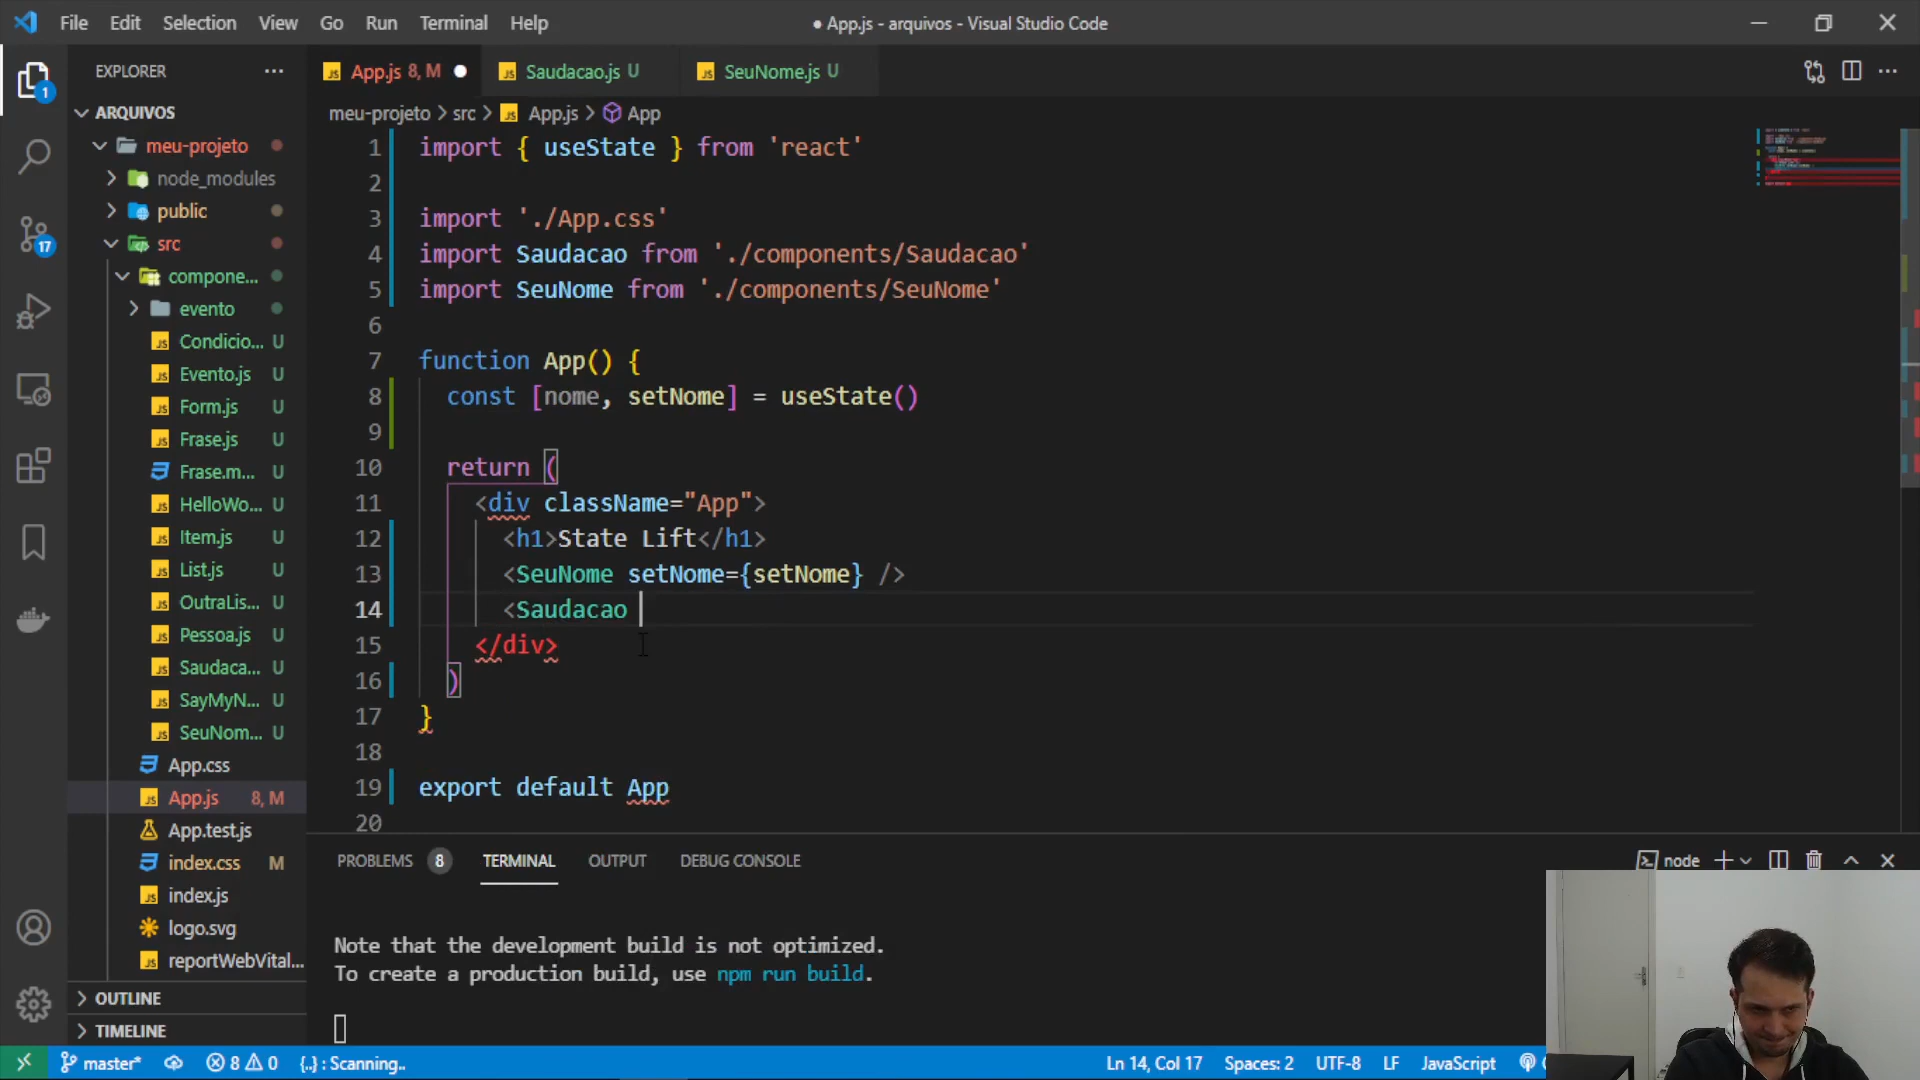 File Edit Selection View Go Run Terminal Help
● App.js - arquivos - Visual Studio Code
EXPLORER
App.js 8, M
Saudacao.js U
SeuNome.js U
ARQUIVOS
meu-projeto > src > App.js > App
meu-projeto
node_modules
public
src
compone...
evento
Condicio... U
Evento.js U
Form.js U
Frase.js U
Frase.m... U
HelloWo... U
Item.js U
List.js U
OutraLis... U
Pessoa.js U
Saudaca... U
SayMyN... U
SeuNom... U
App.css
App.js 8, M
App.test.js
index.css M
index.js
logo.svg
reportWebVital...
OUTLINE
TIMELINE
1
17
1 import { useState } from 'react'
2
3 import './App.css'
4 import Saudacao from './components/Saudacao'
5 import SeuNome from './components/SeuNome'
6
7 function App() {
8 const [nome, setNome] = useState()
9
10 return (
11 <div className="App">
12 <h1>State Lift</h1>
13 <SeuNome setNome={setNome} />
14 <Saudacao
15 </div>
16 )
17 }
18
19 export default App
20
PROBLEMS 8 TERMINAL OUTPUT DEBUG CONSOLE
node
Note that the development build is not optimized.
To create a production build, use npm run build.
master* 8 0 {..} : Scanning..
Ln 14, Col 17 Spaces: 2 UTF-8 LF JavaScript